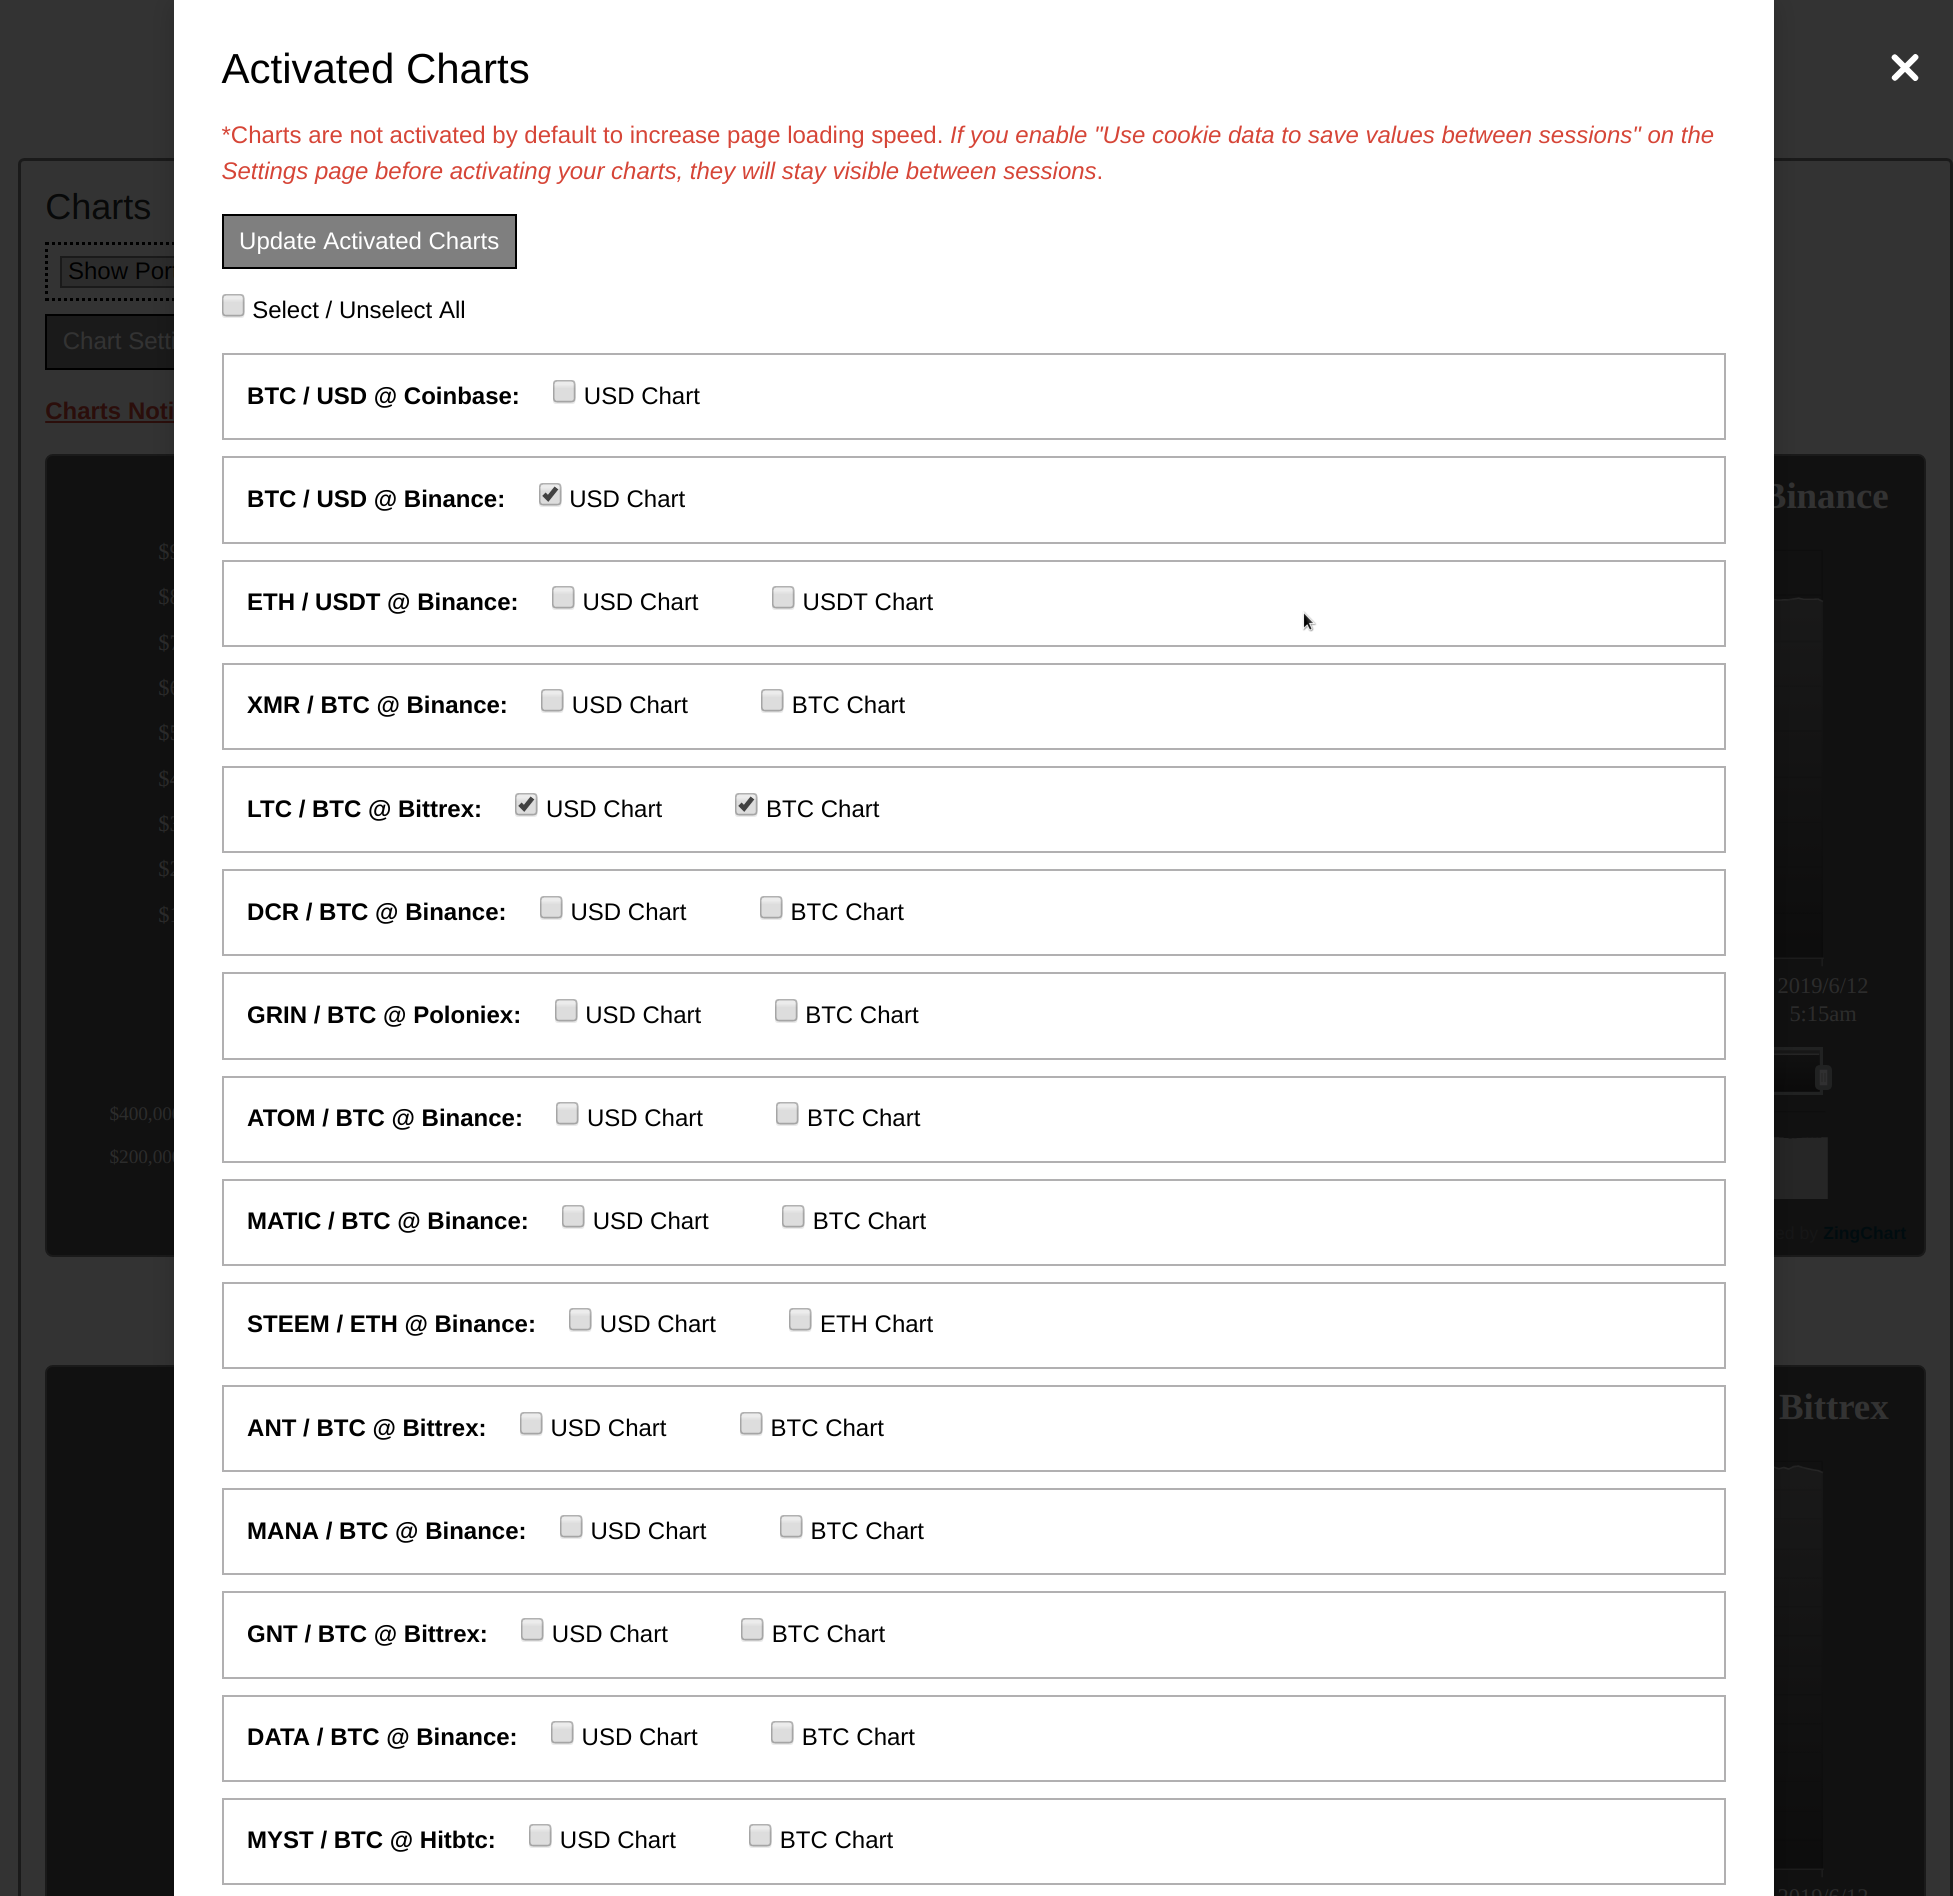 Activated Charts
*Charts are not activated by default to increase page loading speed. If you enable "Use cookie data to save values between sessions" on the
Settings page before activating your charts, they will stay visible between sessions.
Update Activated Charts
Select / Unselect All
BTC / USD @ Coinbase: USD Chart
BTC / USD @ Binance: USD Chart
ETH / USDT @ Binance: USD Chart USDT Chart
XMR / BTC @ Binance: USD Chart BTC Chart
LTC / BTC @ Bittrex: USD Chart BTC Chart
DCR / BTC @ Binance: USD Chart BTC Chart
GRIN / BTC @ Poloniex: USD Chart BTC Chart
ATOM / BTC @ Binance: USD Chart BTC Chart
MATIC / BTC @ Binance: USD Chart BTC Chart
STEEM / ETH @ Binance: USD Chart ETH Chart
ANT / BTC @ Bittrex: USD Chart BTC Chart
MANA / BTC @ Binance: USD Chart BTC Chart
GNT / BTC @ Bittrex: USD Chart BTC Chart
DATA / BTC @ Binance: USD Chart BTC Chart
MYST / BTC @ Hitbtc: USD Chart BTC Chart
Charts
Show
Chart
Charts
Binance
2019/6/12
5:15am
by ZingChart
Bittrex
2019/6/12